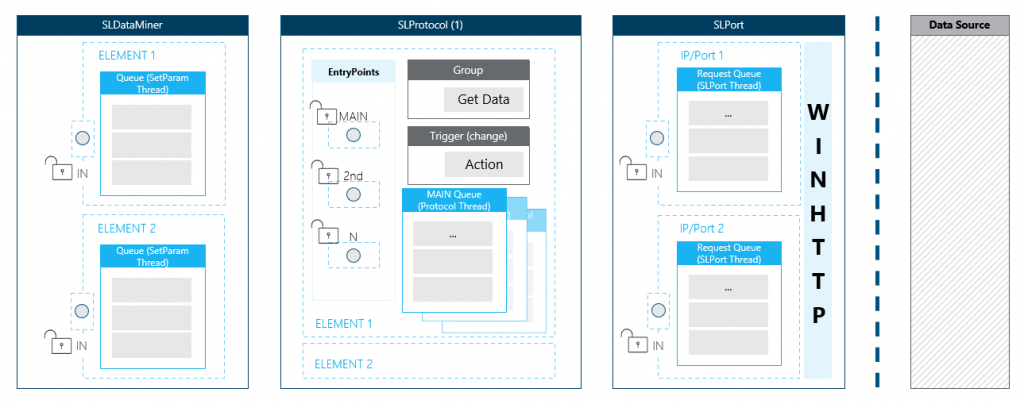 SLDataMiner
ELEMENT 1
Queue (SetParam
Thread)
IN
ELEMENT 2
Queue (SetParam
Thread)
IN
SLProtocol (1)
EntryPoints
MAIN
2nd
N
Group
Get Data
Trigger (change)
Action
MAIN Queue
(Protocol Thread)
...
ELEMENT 1
ELEMENT 2
SLPort
IP/Port 1
Request Queue
(SLPort Thread)
...
IN
IP/Port 2
Request Queue
(SLPort Thread)
...
IN
WINHTTP
Data Source